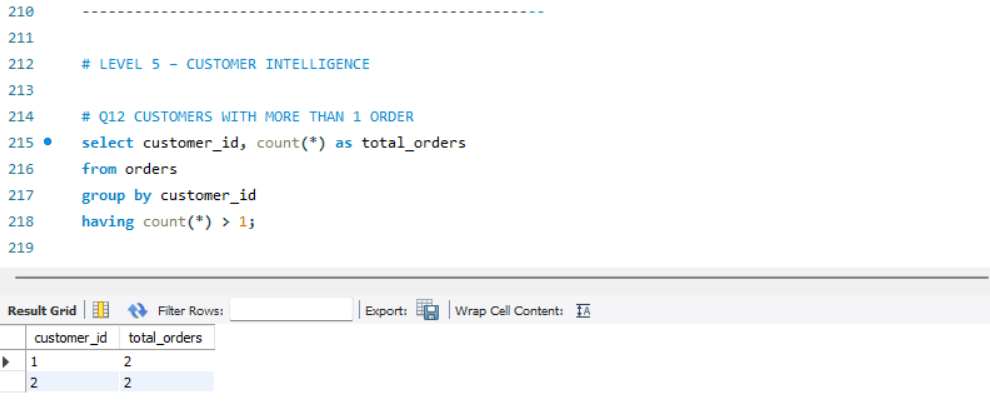 210 -----------------------------------------------------
211
212 # LEVEL 5 – CUSTOMER INTELLIGENCE
213
214 # Q12 CUSTOMERS WITH MORE THAN 1 ORDER
215 select customer_id, count(*) as total_orders
216 from orders
217 group by customer_id
218 having count(*) > 1;
219
Result Grid Filter Rows: Export: Wrap Cell Content: IA
customer_id total_orders
1 2
2 2